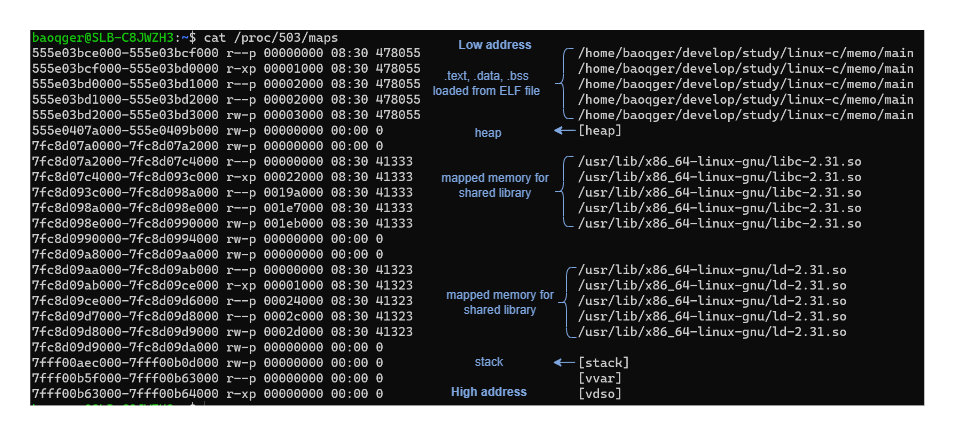 baoqger@SLB-C8JWZH3:~$ cat /proc/503/maps
Low address
555e03bce000-555e03bcf000 r--p 00000000 08:30 478055 /home/baoqger/develop/study/linux-c/memo/main
555e03bcf000-555e03bd0000 r-xp 00001000 08:30 478055 /home/baoqger/develop/study/linux-c/memo/main
.text, .data, .bss
555e03bd0000-555e03bd1000 r--p 00002000 08:30 478055 /home/baoqger/develop/study/linux-c/memo/main
loaded from ELF file
555e03bd1000-555e03bd2000 r--p 00002000 08:30 478055 /home/baoqger/develop/study/linux-c/memo/main
555e03bd2000-555e03bd3000 rw-p 00003000 08:30 478055 /home/baoqger/develop/study/linux-c/memo/main
555e0407a000-555e0409b000 rw-p 00000000 00:00 0 heap [heap]
7fc8d07a0000-7fc8d07a2000 rw-p 00000000 00:00 0
7fc8d07a2000-7fc8d07c4000 r--p 00000000 08:30 41333 /usr/lib/x86_64-linux-gnu/libc-2.31.so
7fc8d07c4000-7fc8d093c000 r-xp 00022000 08:30 41333 /usr/lib/x86_64-linux-gnu/libc-2.31.so
mapped memory for
7fc8d093c000-7fc8d098a000 r--p 0019a000 08:30 41333 /usr/lib/x86_64-linux-gnu/libc-2.31.so
shared library
7fc8d098a000-7fc8d098e000 r--p 001e7000 08:30 41333 /usr/lib/x86_64-linux-gnu/libc-2.31.so
7fc8d098e000-7fc8d0990000 rw-p 001eb000 08:30 41333 /usr/lib/x86_64-linux-gnu/libc-2.31.so
7fc8d0990000-7fc8d0994000 rw-p 00000000 00:00 0
7fc8d09a8000-7fc8d09aa000 rw-p 00000000 00:00 0
7fc8d09aa000-7fc8d09ab000 r--p 00000000 08:30 41323 /usr/lib/x86_64-linux-gnu/ld-2.31.so
7fc8d09ab000-7fc8d09ce000 r-xp 00001000 08:30 41323 /usr/lib/x86_64-linux-gnu/ld-2.31.so
mapped memory for
7fc8d09ce000-7fc8d09d6000 r--p 00024000 08:30 41323 /usr/lib/x86_64-linux-gnu/ld-2.31.so
shared library
7fc8d09d7000-7fc8d09d8000 r--p 0002c000 08:30 41323 /usr/lib/x86_64-linux-gnu/ld-2.31.so
7fc8d09d8000-7fc8d09d9000 rw-p 0002d000 08:30 41323 /usr/lib/x86_64-linux-gnu/ld-2.31.so
7fc8d09d9000-7fc8d09da000 rw-p 00000000 00:00 0
7fff00aec000-7fff00b0d000 rw-p 00000000 00:00 0 stack [stack]
7fff00b5f000-7fff00b63000 r--p 00000000 00:00 0 [vvar]
7fff00b63000-7fff00b64000 r-xp 00000000 00:00 0 [vdso]
High address